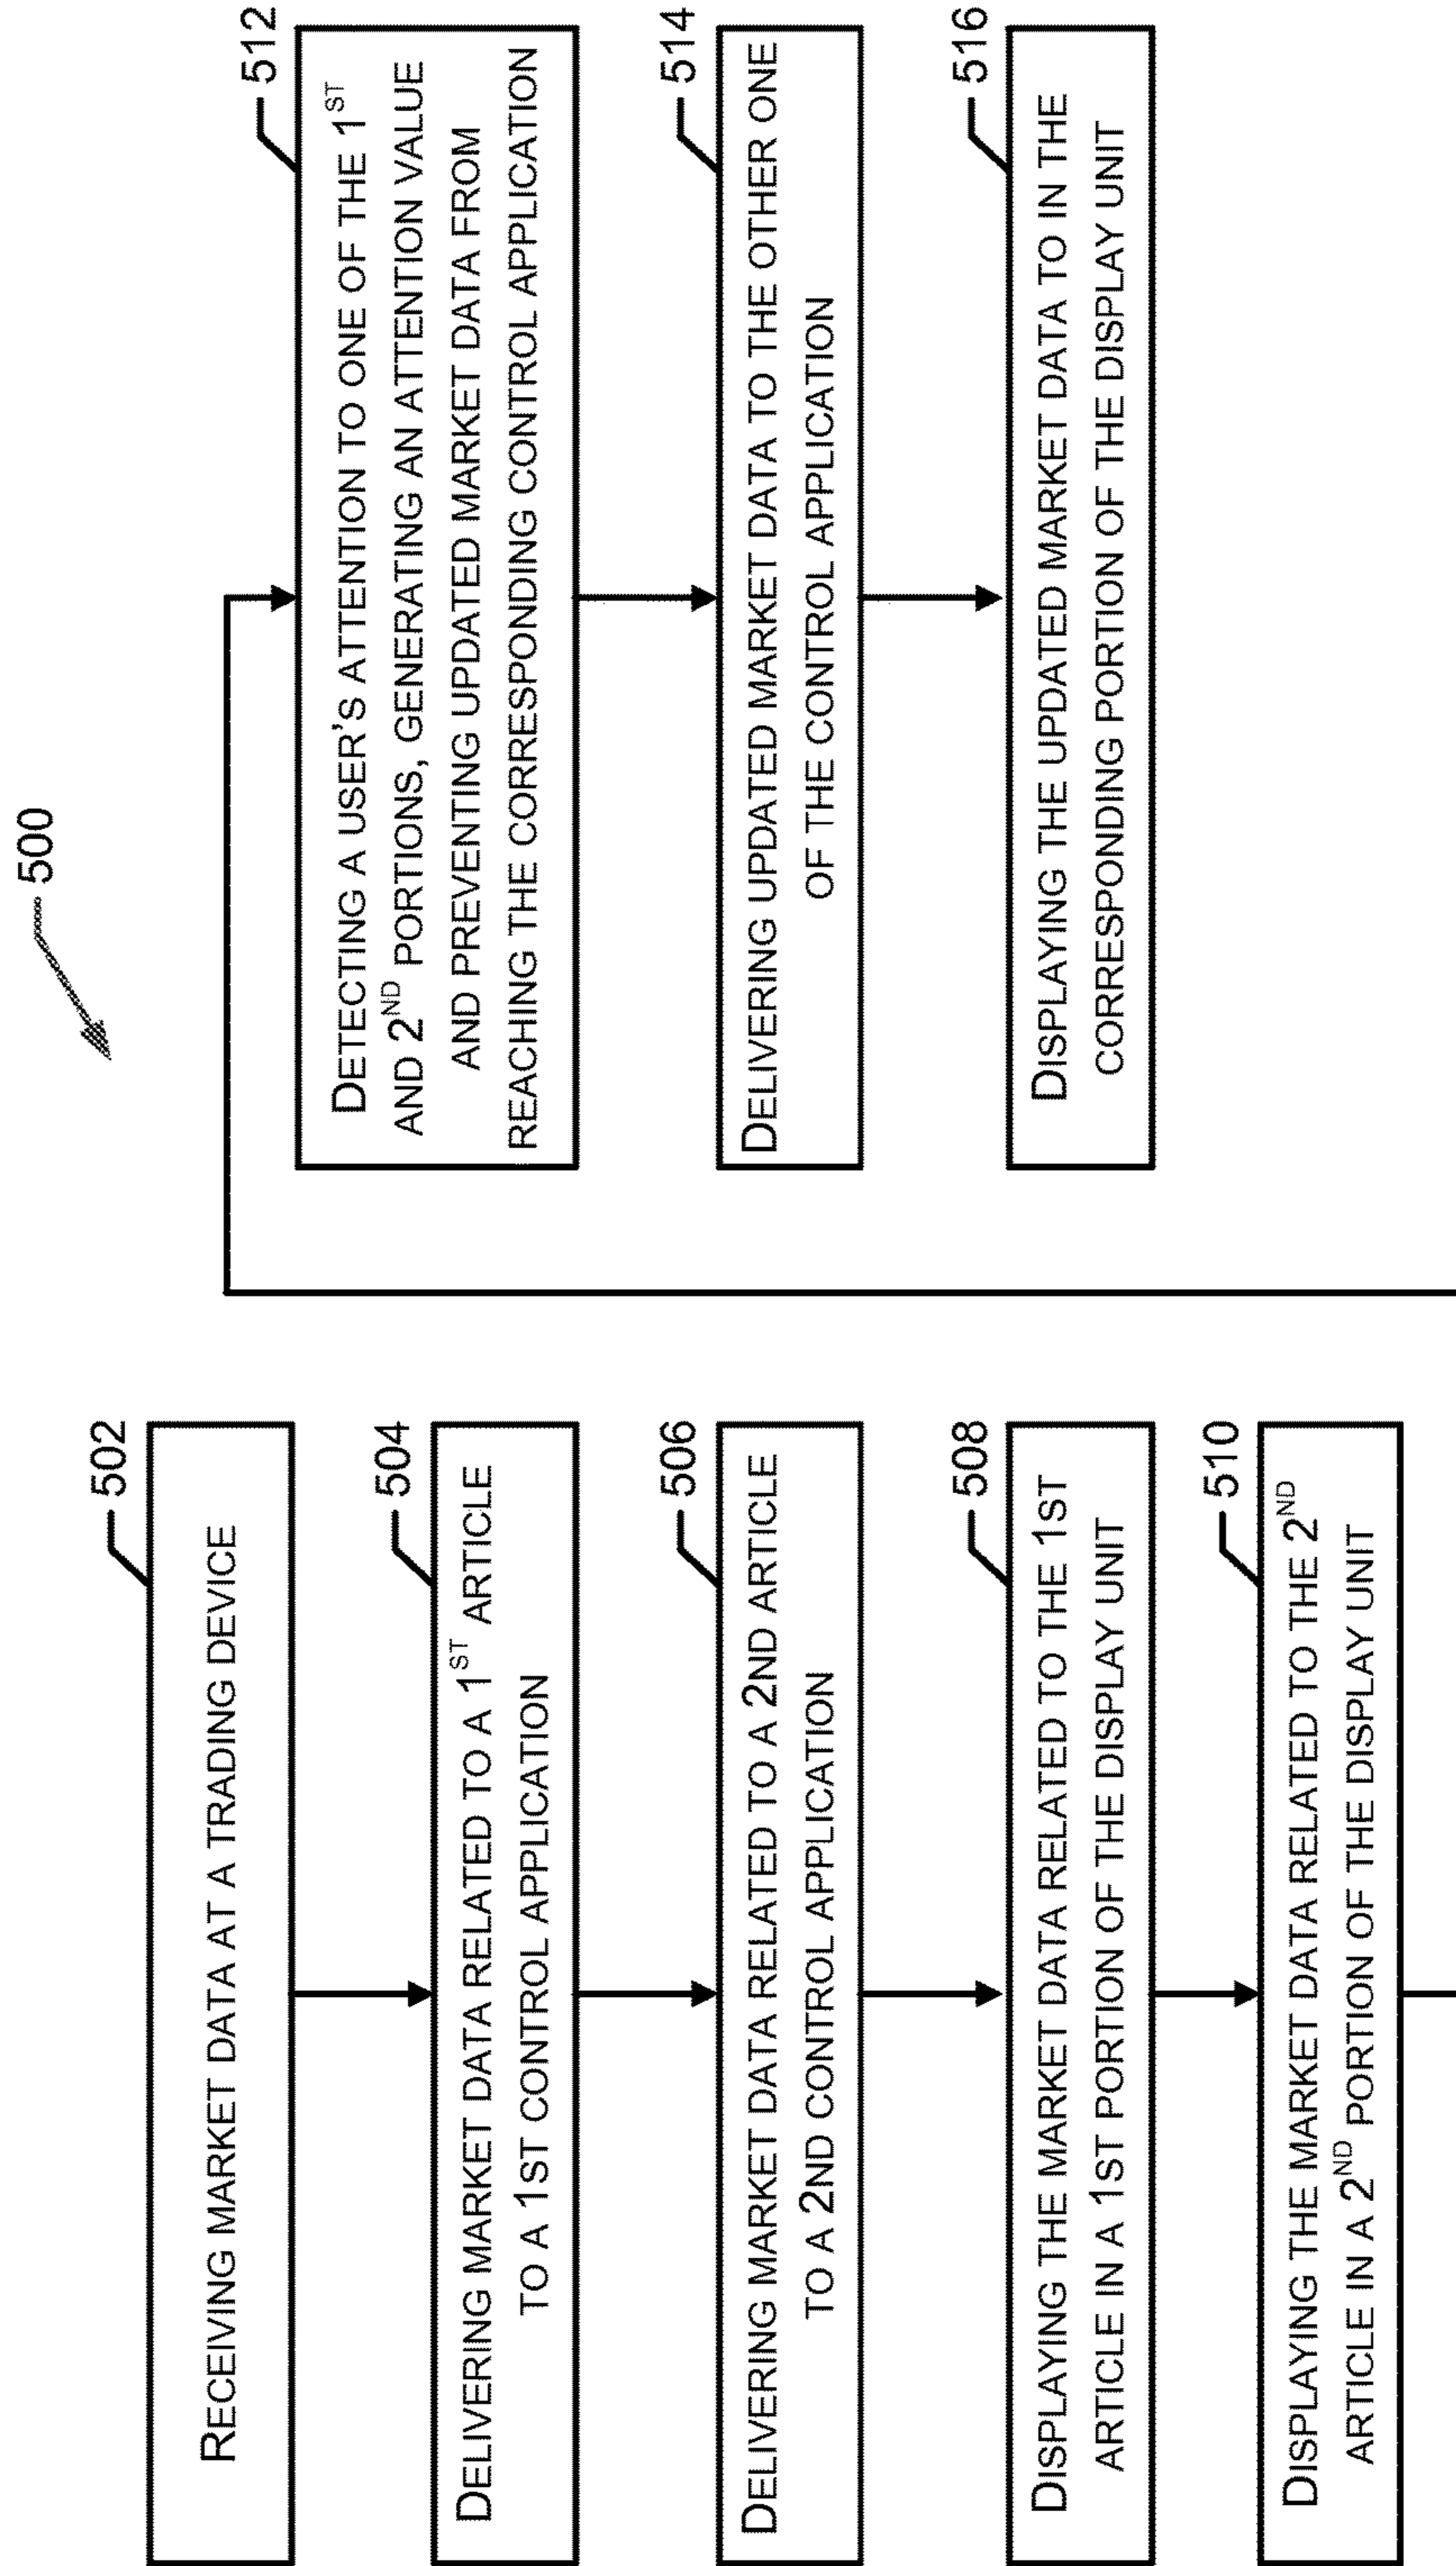 500
502
RECEIVING MARKET DATA AT A TRADING DEVICE
504
DELIVERING MARKET DATA RELATED TO A 1ST ARTICLE
TO A 1ST CONTROL APPLICATION
506
DELIVERING MARKET DATA RELATED TO A 2ND ARTICLE
TO A 2ND CONTROL APPLICATION
508
DISPLAYING THE MARKET DATA RELATED TO THE 1ST
ARTICLE IN A 1ST PORTION OF THE DISPLAY UNIT
510
DISPLAYING THE MARKET DATA RELATED TO THE 2ND
ARTICLE IN A 2ND PORTION OF THE DISPLAY UNIT
512
DETECTING A USER'S ATTENTION TO ONE OF THE 1ST
AND 2ND PORTIONS, GENERATING AN ATTENTION VALUE
AND PREVENTING UPDATED MARKET DATA FROM
REACHING THE CORRESPONDING CONTROL APPLICATION
514
DELIVERING UPDATED MARKET DATA TO THE OTHER ONE
OF THE CONTROL APPLICATION
516
DISPLAYING THE UPDATED MARKET DATA TO IN THE
CORRESPONDING PORTION OF THE DISPLAY UNIT